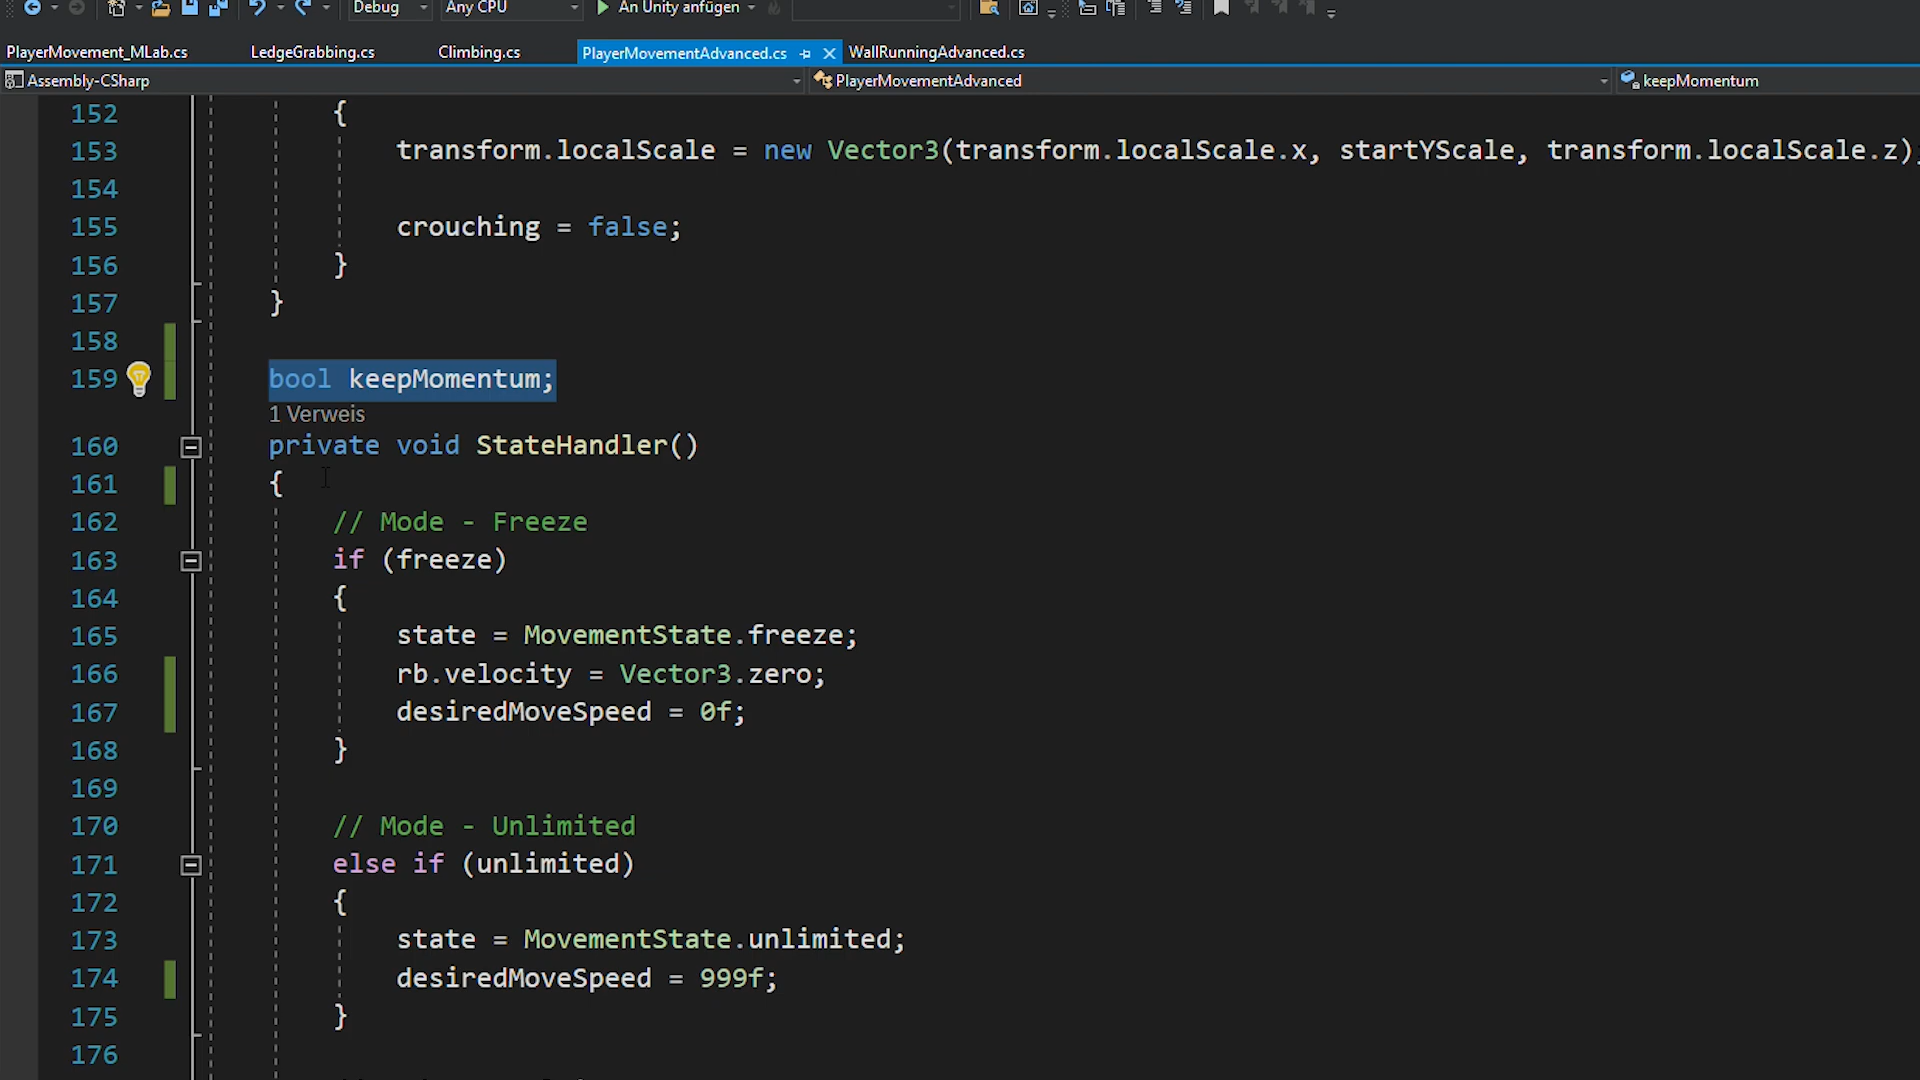 Debug Any CPU An Unity anfügen
PlayerMovement_MLab.cs LedgeGrabbing.cs Climbing.cs PlayerMovementAdvanced.cs WallRunningAdvanced.cs
Assembly-CSharp PlayerMovementAdvanced keepMomentum
152 {
153 transform.localScale = new Vector3(transform.localScale.x, startYScale, transform.localScale.z);
154
155 crouching = false;
156 }
157 }
158
159 bool keepMomentum;
1 Verweis
160 private void StateHandler()
161 {
162 // Mode - Freeze
163 if (freeze)
164 {
165 state = MovementState.freeze;
166 rb.velocity = Vector3.zero;
167 desiredMoveSpeed = 0f;
168 }
169
170 // Mode - Unlimited
171 else if (unlimited)
172 {
173 state = MovementState.unlimited;
174 desiredMoveSpeed = 999f;
175 }
176